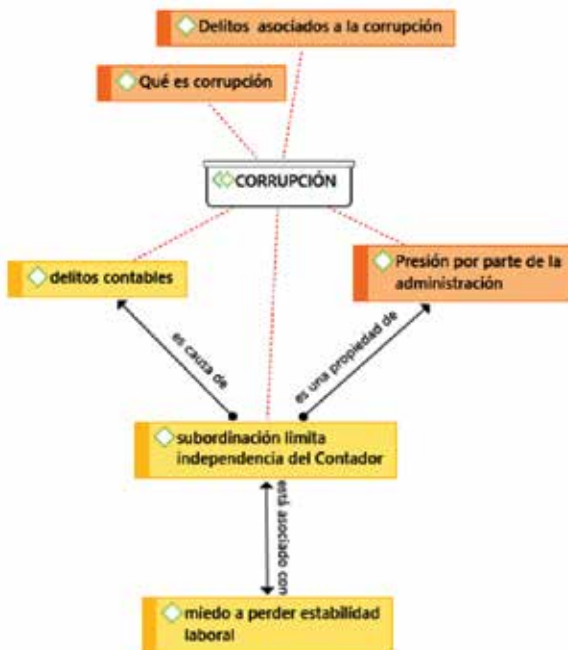 Delitos asociados a la corrupción
Qué es corrupción
CORRUPCIÓN
delitos contables
Presión por parte de la
administración
es causa de
es una propiedad de
subordinación limita
independencia del Contador
está asociado con
miedo a perder estabilidad
laboral